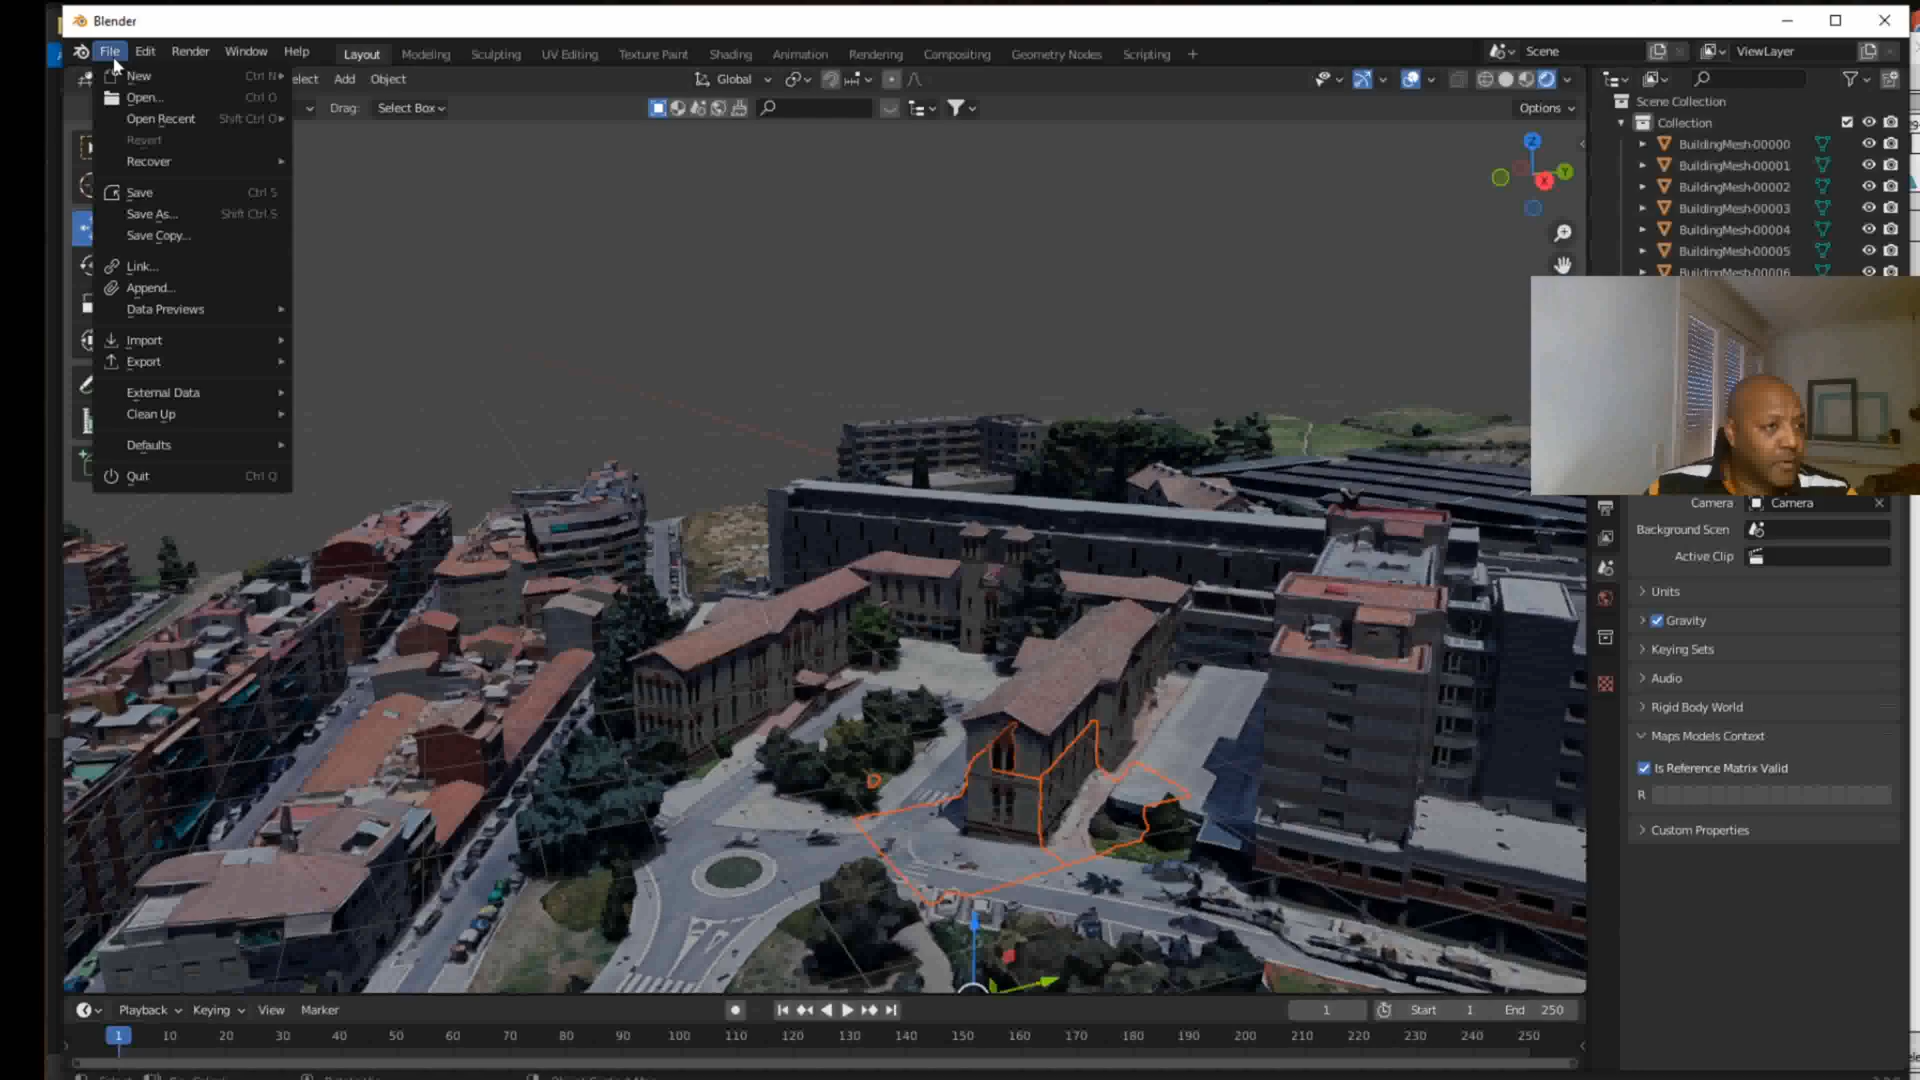 Blender
File Edit Render Window Help Layout Modeling Sculpting UV Editing Texture Paint Shading Animation Rendering Compositing Geometry Nodes Scripting + Scene ViewLayer
elect Add Object Global
Drag: Select Box Options
New Ctrl N
Open... Ctrl O
Open Recent Shift Ctrl O
Revert
Recover
Save Ctrl S
Save As... Shift Ctrl S
Save Copy...
Link...
Append...
Data Previews
Import
Export
External Data
Clean Up
Defaults
Quit Ctrl Q
Z
Y
X
Scene Collection
Collection
BuildingMesh-00000
BuildingMesh-00001
BuildingMesh-00002
BuildingMesh-00003
BuildingMesh-00004
BuildingMesh-00005
BuildingMesh-00006
Camera Camera
Background Scen
Active Clip
Units
Gravity
Keying Sets
Audio
Rigid Body World
Maps Models Context
Is Reference Matrix Valid
R
Custom Properties
Playback Keying View Marker 1 Start 1 End 250
1 10 20 30 40 50 60 70 80 90 100 110 120 130 140 150 160 170 180 190 200 210 220 230 240 250